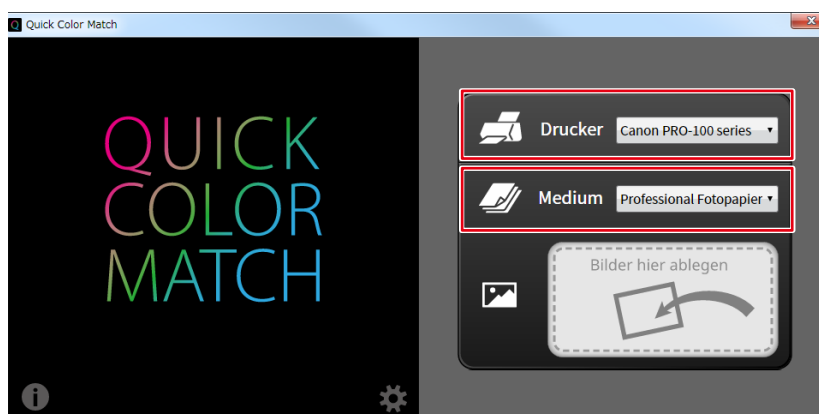 Quick Color Match
QUICK
COLOR
MATCH
Drucker Canon PRO-100 series
Medium Professional Fotopapier
Bilder hier ablegen